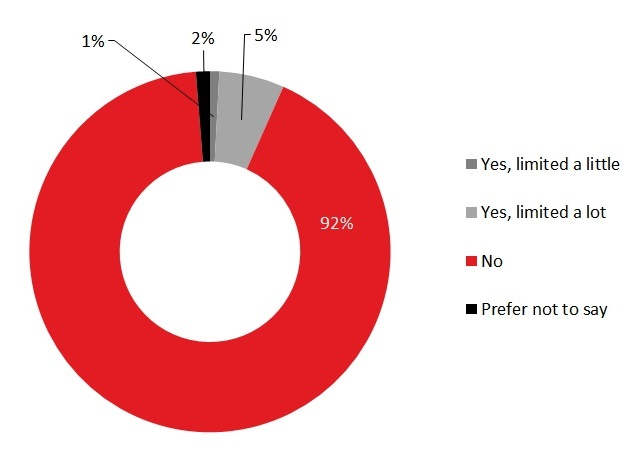 1%
2%
5%
92%
Yes, limited a little
Yes, limited a lot
No
Prefer not to say